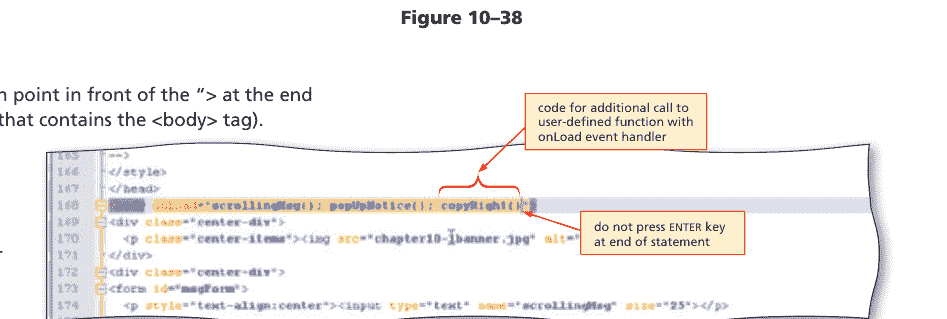 Figure 10–38
n point in front of the “> at the end
that contains the <body> tag).
code for additional call to
user-defined function with
onLoad event handler
165 -->
166 </style>
167 </head>
168 "scrollingMsg(); popUpNotice(); copyRight()
169 <div class="center-div">
do not press ENTER key
at end of statement
170 <p class="center-items"><img src="chapter10-1banner.jpg" alt="
171 </div>
172 <div class="center-div">
173 <form id="msgForm">
174 <p style="text-align:center"><input type="text" name="scrollingMsg" size="25"></p>